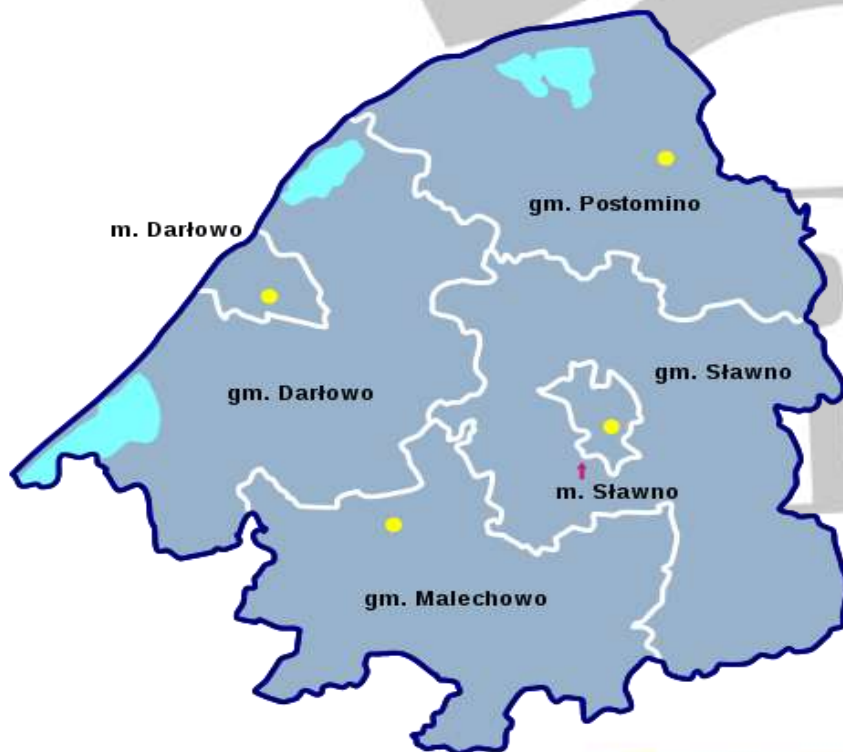 gm. Postomino
m. Darłowo
gm. Sławno
gm. Darłowo
m. Sławno
gm. Malechowo